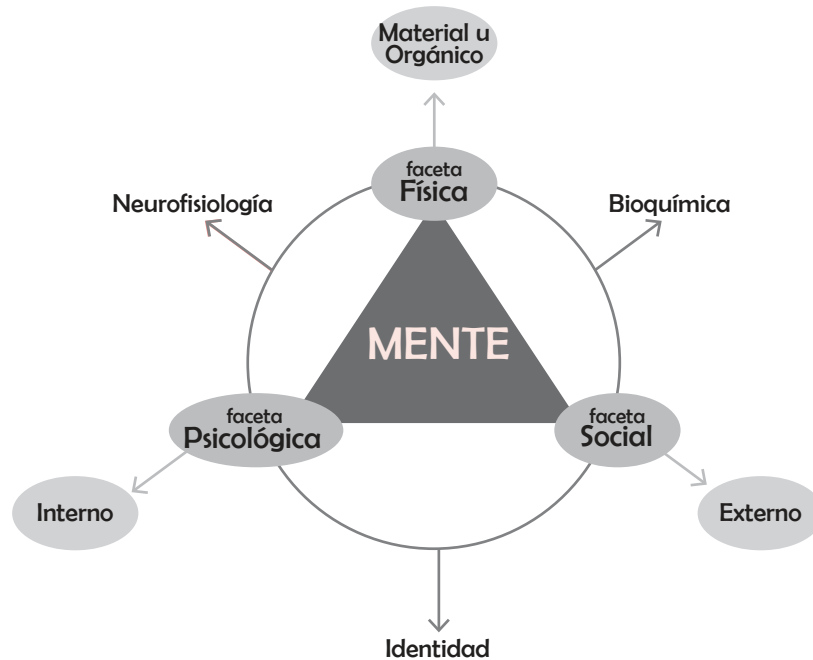 Material u
Orgánico
faceta
Física
Neurofisiología
Bioquímica
MENTE
faceta
Psicológica
faceta
Social
Interno
Externo
Identidad